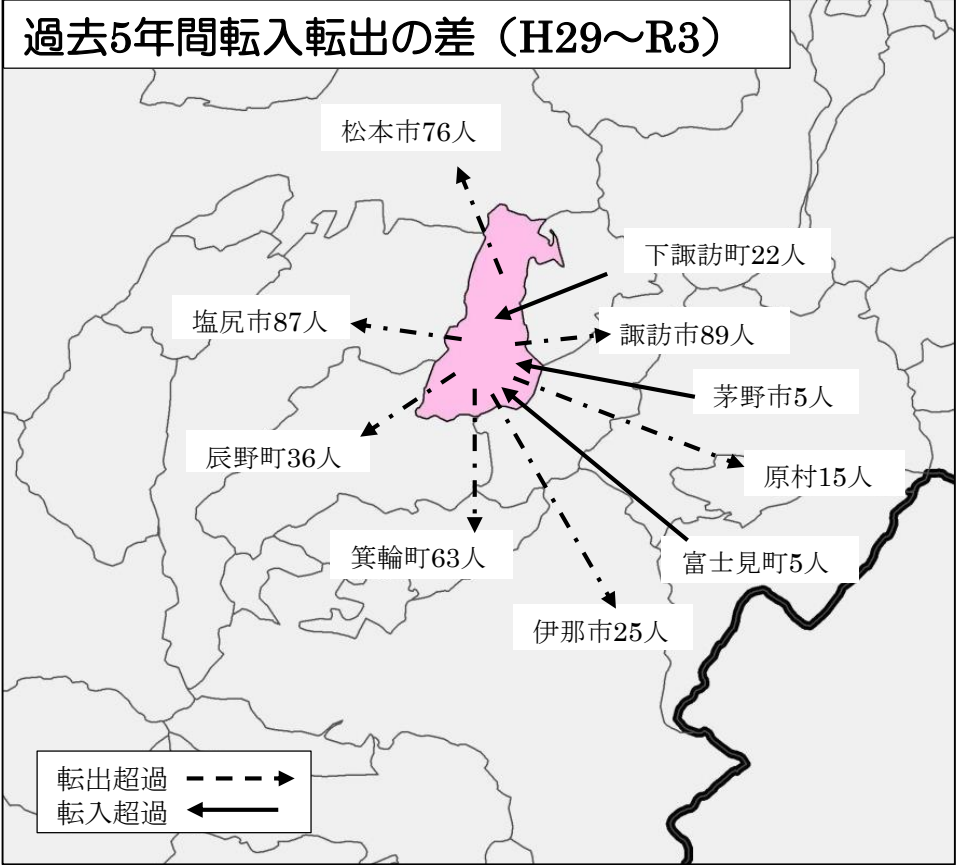 過去5年間転入転出の差（H29～R3）
松本市76人
下諏訪町22人
塩尻市87人
諏訪市89人
茅野市5人
辰野町36人
原村15人
箕輪町63人
富士見町5人
伊那市25人
転出超過
転入超過